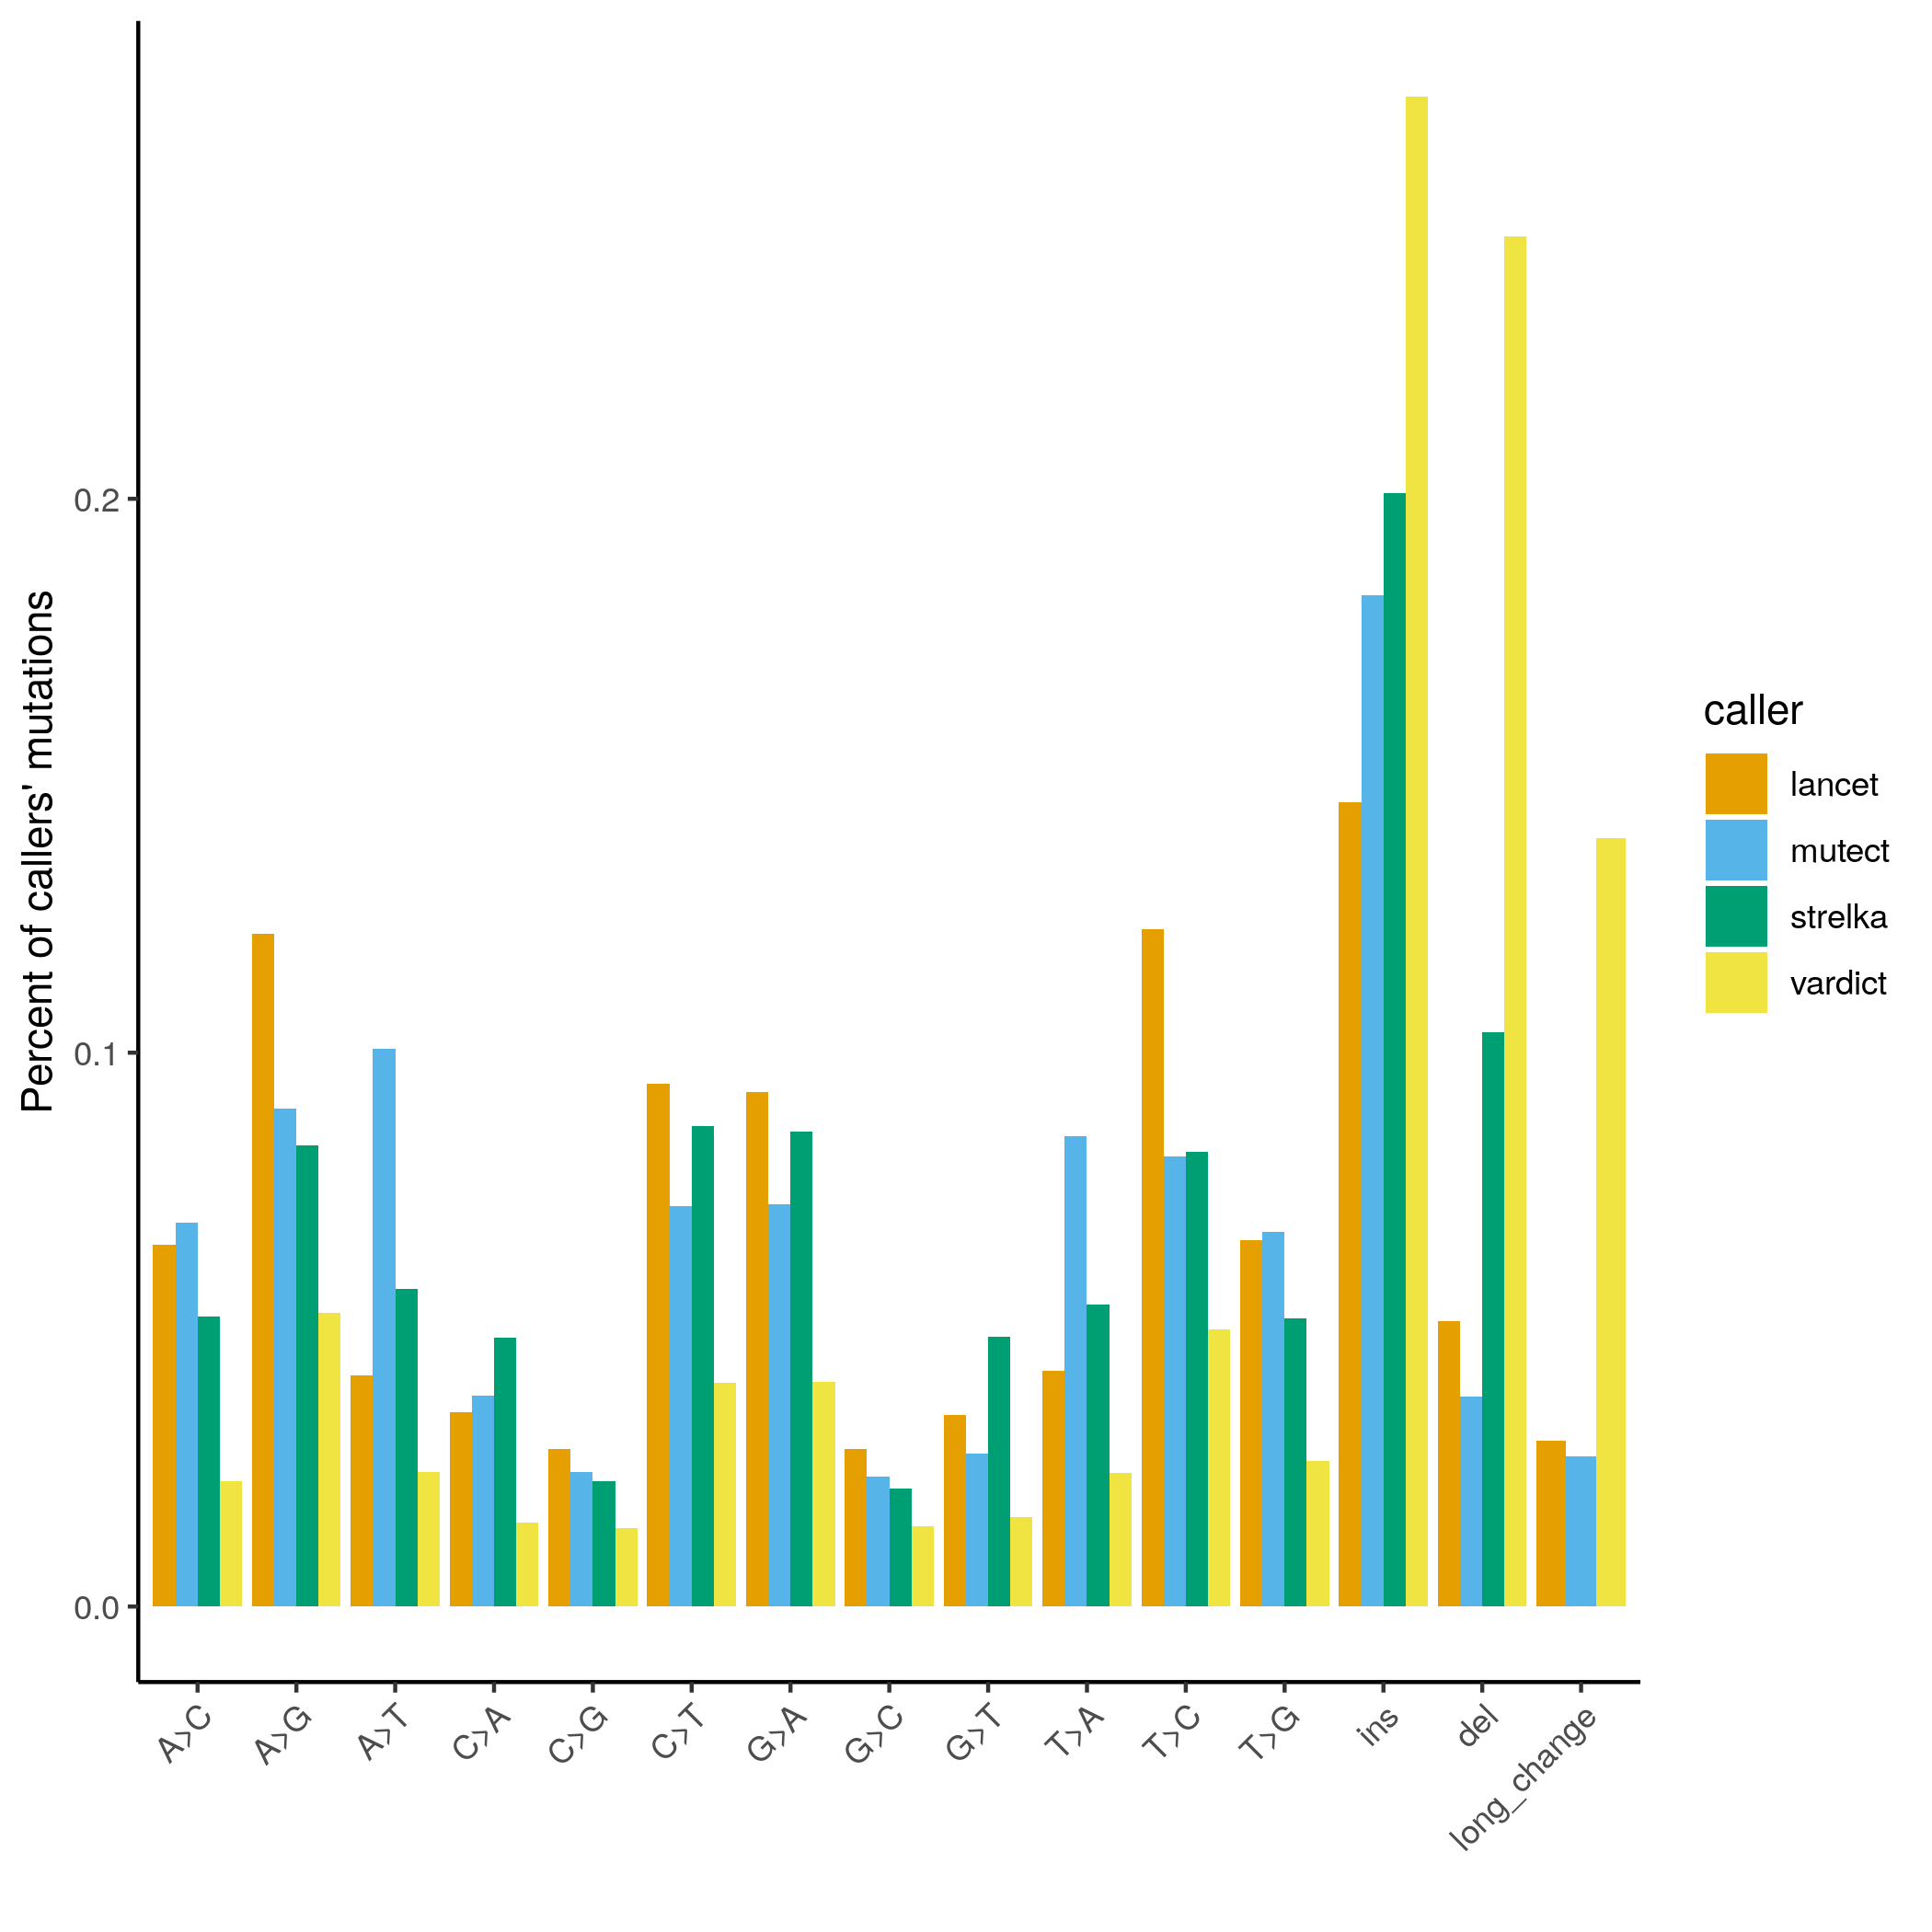 Percent of callers' mutations
0.2
0.1
0.0
A>C
A>G
A>T
C>A
C>G
C>T
G>A
G>C
G>T
T>A
T>C
T>G
ins
del
long_change
caller
lancet
mutect
strelka
vardict